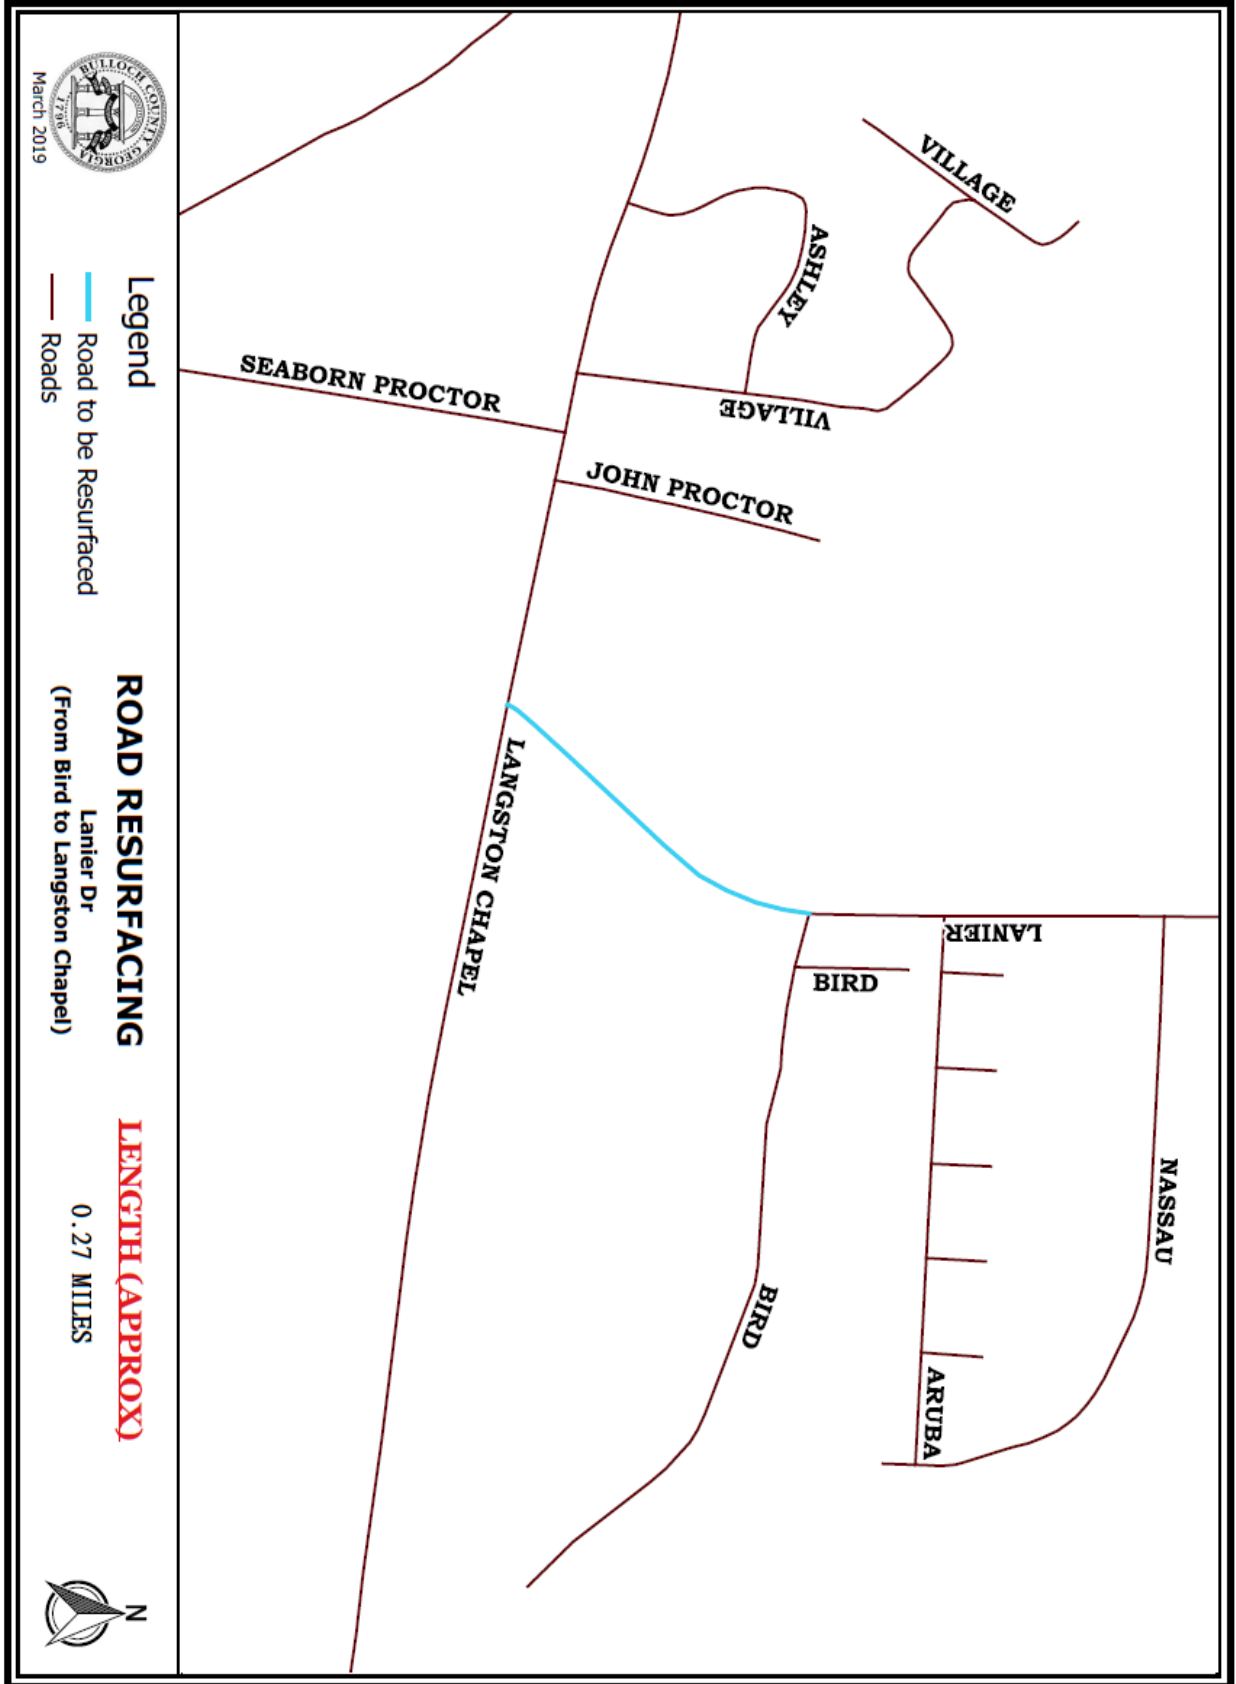 VILLAGE
ASHLEY
VILLAGE
SEABORN PROCTOR
JOHN PROCTOR
LANGSTON CHAPEL
LANIER
BIRD
NASSAU
BIRD
ARUBA
BULLOCH COUNTY GEORGIA
1796
March 2019
Legend
Road to be Resurfaced
Roads
ROAD RESURFACING
Lanier Dr
(From Bird to Langston Chapel)
LENGTH (APPROX)
0.27 MILES
N